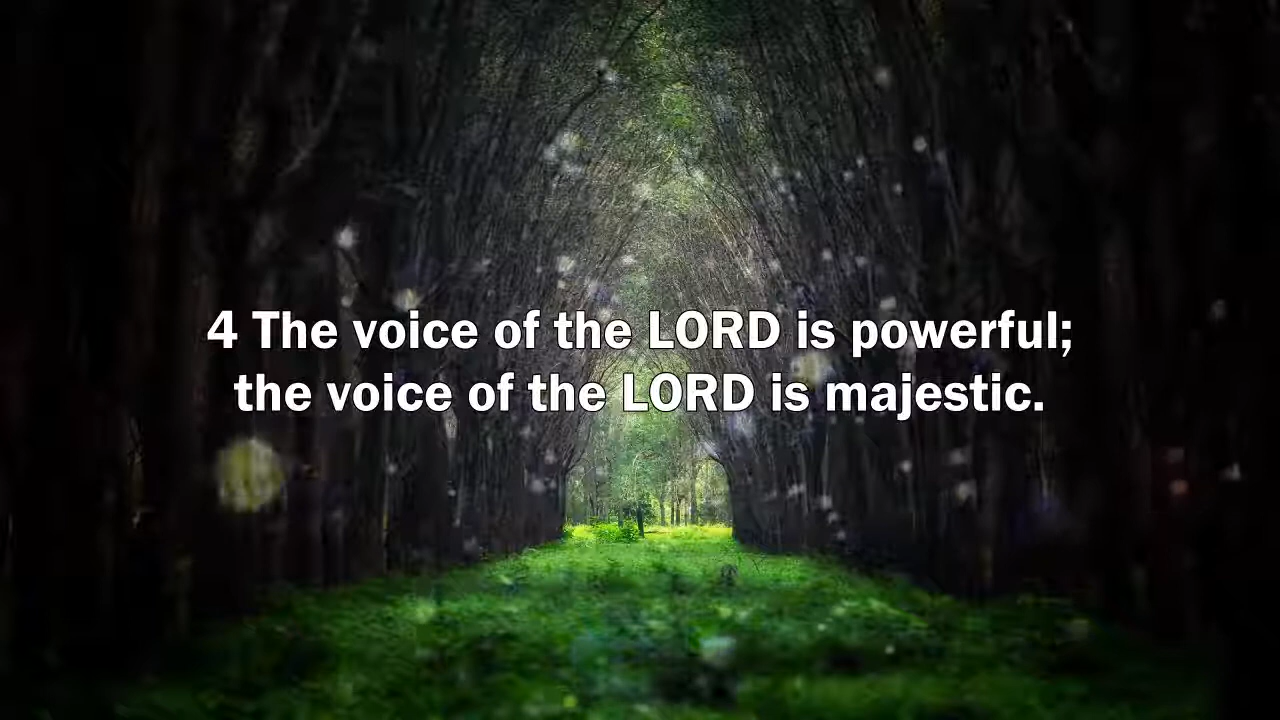 4 The voice of the LORD is powerful;
the voice of the LORD is majestic.